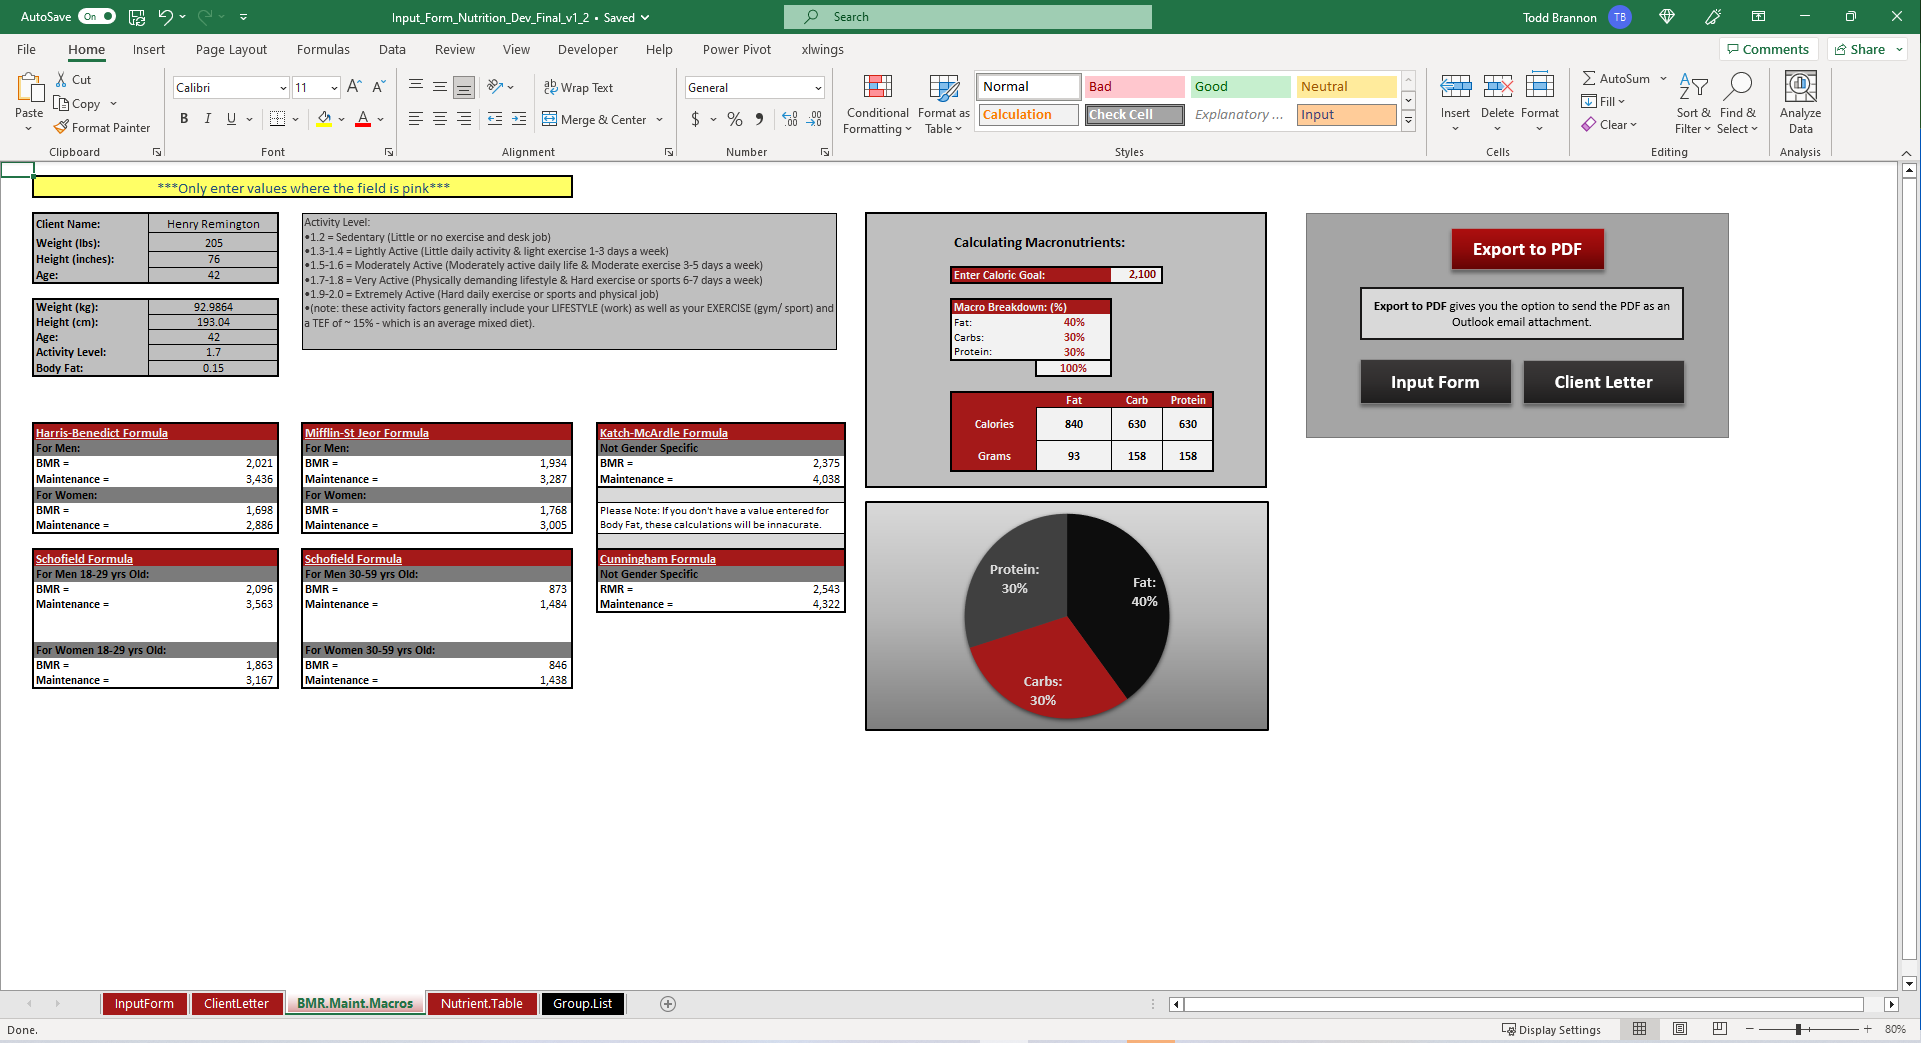 AutoSave On Input_Form_Nutrition_Dev_Final_v1_2 • Saved Search Todd Brannon TB
File Home Insert Page Layout Formulas Data Review View Developer Help Power Pivot xlwings Comments Share
Paste Cut Copy Format Painter
Clipboard
Calibri 11 A A
B I U A
Font
Wrap Text
Merge & Center
Alignment
General
$ %
Number
Conditional Formatting
Format as Table
Normal Bad Good Neutral
Calculation Check Cell Explanatory ... Input
Styles
Insert Delete Format
Cells
AutoSum
Fill
Clear
Sort & Filter
Find & Select
Editing
Analyze Data
Analysis
***Only enter values where the field is pink***
Client Name: Henry Remington
Weight (lbs): 205
Height (inches): 76
Age: 42
Weight (kg): 92.9864
Height (cm): 193.04
Age: 42
Activity Level: 1.7
Body Fat: 0.15
Activity Level:
•1.2 = Sedentary (Little or no exercise and desk job)
•1.3-1.4 = Lightly Active (Little daily activity & light exercise 1-3 days a week)
•1.5-1.6 = Moderately Active (Moderately active daily life & Moderate exercise 3-5 days a week)
•1.7-1.8 = Very Active (Physically demanding lifestyle & Hard exercise or sports 6-7 days a week)
•1.9-2.0 = Extremely Active (Hard daily exercise or sports and physical job)
•(note: these activity factors generally include your LIFESTYLE (work) as well as your EXERCISE (gym/ sport) and
a TEF of ~ 15% - which is an average mixed diet).
Harris-Benedict Formula
For Men:
BMR = 2,021
Maintenance = 3,436
For Women:
BMR = 1,698
Maintenance = 2,886
Mifflin-St Jeor Formula
For Men:
BMR = 1,934
Maintenance = 3,287
For Women:
BMR = 1,768
Maintenance = 3,005
Katch-McArdle Formula
Not Gender Specific
BMR = 2,375
Maintenance = 4,038
Please Note: If you don't have a value entered for
Body Fat, these calculations will be innacurate.
Schofield Formula
For Men 18-29 yrs Old:
BMR = 2,096
Maintenance = 3,563
For Women 18-29 yrs Old:
BMR = 1,863
Maintenance = 3,167
Schofield Formula
For Men 30-59 yrs Old:
BMR = 873
Maintenance = 1,484
For Women 30-59 yrs Old:
BMR = 846
Maintenance = 1,438
Cunningham Formula
Not Gender Specific
RMR = 2,543
Maintenance = 4,322
Calculating Macronutrients:
Enter Caloric Goal: 2,100
Macro Breakdown: (%)
Fat: 40%
Carbs: 30%
Protein: 30%
100%
Fat Carb Protein
Calories 840 630 630
Grams 93 158 158
Protein:
30%
Fat:
40%
Carbs:
30%
Export to PDF
Export to PDF gives you the option to send the PDF as an
Outlook email attachment.
Input Form Client Letter
InputForm ClientLetter BMR.Maint.Macros Nutrient.Table Group.List
Done. Display Settings 80%